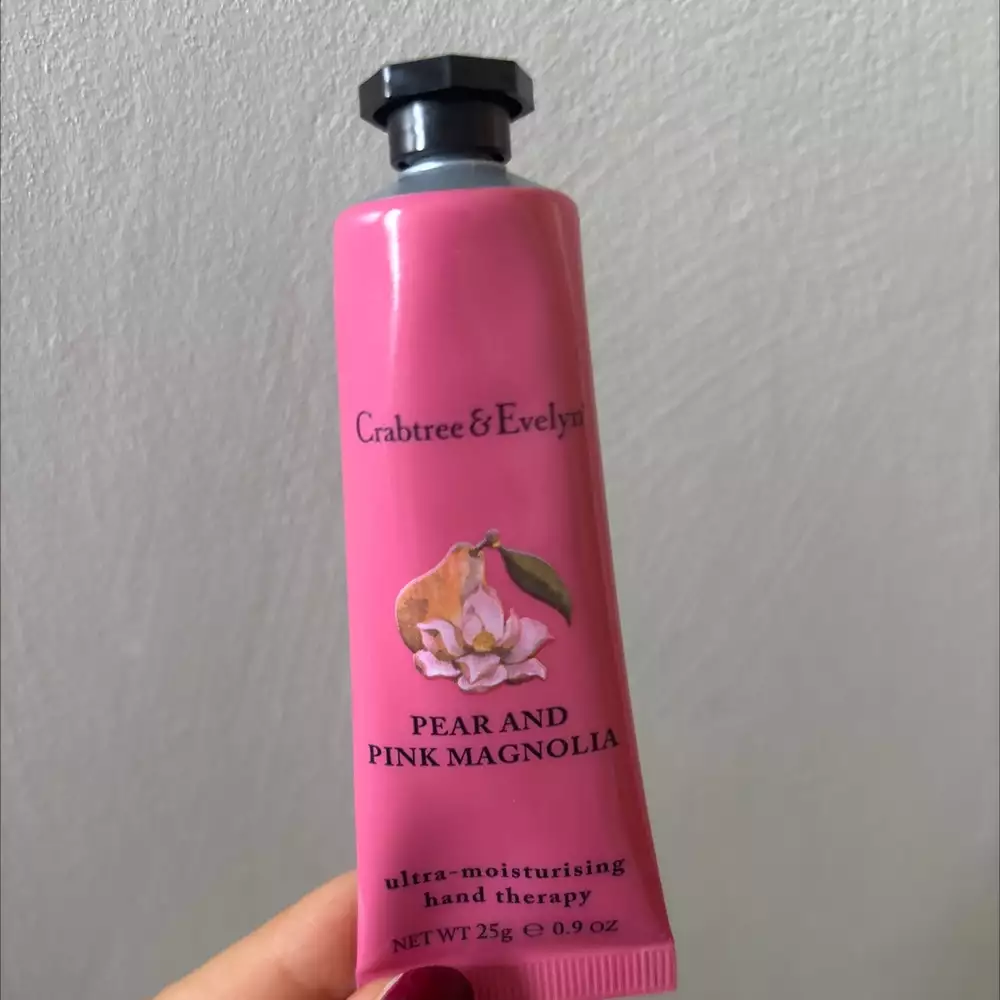 Crabtree & Evelyn
PEAR AND
PINK MAGNOLIA
ultra-moisturising
hand therapy
NET WT 25g ℮ 0.9 OZ